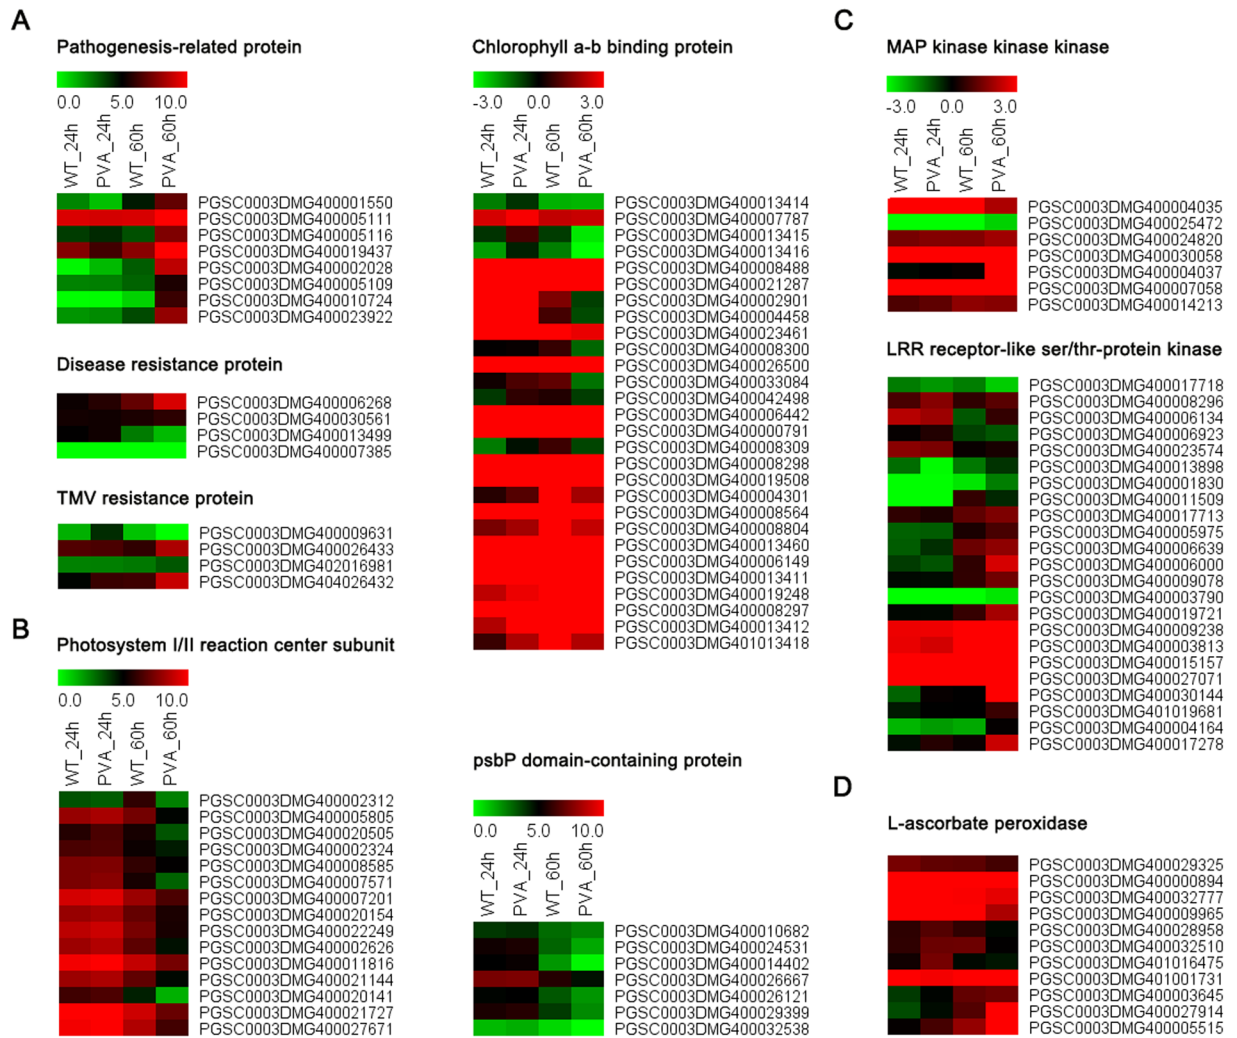 A
Pathogenesis-related protein
0.0 5.0 10.0
WT_24h PVA_24h WT_60h PVA_60h
PGSC0003DMG400001550
PGSC0003DMG400005111
PGSC0003DMG400005116
PGSC0003DMG400019437
PGSC0003DMG400002028
PGSC0003DMG400005109
PGSC0003DMG400010724
PGSC0003DMG400023922
Disease resistance protein
PGSC0003DMG400006268
PGSC0003DMG400030561
PGSC0003DMG400013499
PGSC0003DMG400007385
TMV resistance protein
PGSC0003DMG400009631
PGSC0003DMG400026433
PGSC0003DMG402016981
PGSC0003DMG404026432
B
Photosystem I/II reaction center subunit
0.0 5.0 10.0
WT_24h PVA_24h WT_60h PVA_60h
PGSC0003DMG400002312
PGSC0003DMG400005805
PGSC0003DMG400020505
PGSC0003DMG400002324
PGSC0003DMG400008585
PGSC0003DMG400007571
PGSC0003DMG400007201
PGSC0003DMG400020154
PGSC0003DMG400022249
PGSC0003DMG400002626
PGSC0003DMG400011816
PGSC0003DMG400021144
PGSC0003DMG400020141
PGSC0003DMG400021727
PGSC0003DMG400027671
Chlorophyll a-b binding protein
-3.0 0.0 3.0
WT_24h PVA_24h WT_60h PVA_60h
PGSC0003DMG400013414
PGSC0003DMG400007787
PGSC0003DMG400013415
PGSC0003DMG400013416
PGSC0003DMG400008488
PGSC0003DMG400021287
PGSC0003DMG400002901
PGSC0003DMG400004458
PGSC0003DMG400023461
PGSC0003DMG400008300
PGSC0003DMG400026500
PGSC0003DMG400033084
PGSC0003DMG400042498
PGSC0003DMG400006442
PGSC0003DMG400000791
PGSC0003DMG400008309
PGSC0003DMG400008298
PGSC0003DMG400019508
PGSC0003DMG400004301
PGSC0003DMG400008564
PGSC0003DMG400008804
PGSC0003DMG400013460
PGSC0003DMG400006149
PGSC0003DMG400013411
PGSC0003DMG400019248
PGSC0003DMG400008297
PGSC0003DMG400013412
PGSC0003DMG401013418
psbP domain-containing protein
0.0 5.0 10.0
WT_24h PVA_24h WT_60h PVA_60h
PGSC0003DMG400010682
PGSC0003DMG400024531
PGSC0003DMG400014402
PGSC0003DMG400026667
PGSC0003DMG400026121
PGSC0003DMG400029399
PGSC0003DMG400032538
C
MAP kinase kinase kinase
-3.0 0.0 3.0
WT_24h PVA_24h WT_60h PVA_60h
PGSC0003DMG400004035
PGSC0003DMG400025472
PGSC0003DMG400024820
PGSC0003DMG400030058
PGSC0003DMG400004037
PGSC0003DMG400007058
PGSC0003DMG400014213
LRR receptor-like ser/thr-protein kinase
PGSC0003DMG400017718
PGSC0003DMG400008296
PGSC0003DMG400006134
PGSC0003DMG400006923
PGSC0003DMG400023574
PGSC0003DMG400013898
PGSC0003DMG400001830
PGSC0003DMG400011509
PGSC0003DMG400017713
PGSC0003DMG400005975
PGSC0003DMG400006639
PGSC0003DMG400006000
PGSC0003DMG400009078
PGSC0003DMG400003790
PGSC0003DMG400019721
PGSC0003DMG400009238
PGSC0003DMG400003813
PGSC0003DMG400015157
PGSC0003DMG400027071
PGSC0003DMG400030144
PGSC0003DMG401019681
PGSC0003DMG400004164
PGSC0003DMG400017278
D
L-ascorbate peroxidase
PGSC0003DMG400029325
PGSC0003DMG400000894
PGSC0003DMG400032777
PGSC0003DMG400009965
PGSC0003DMG400028958
PGSC0003DMG400032510
PGSC0003DMG401016475
PGSC0003DMG401001731
PGSC0003DMG400003645
PGSC0003DMG400027914
PGSC0003DMG400005515